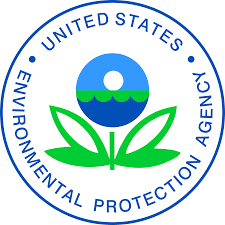 UNITED STATES
ENVIRONMENTAL PROTECTION AGENCY